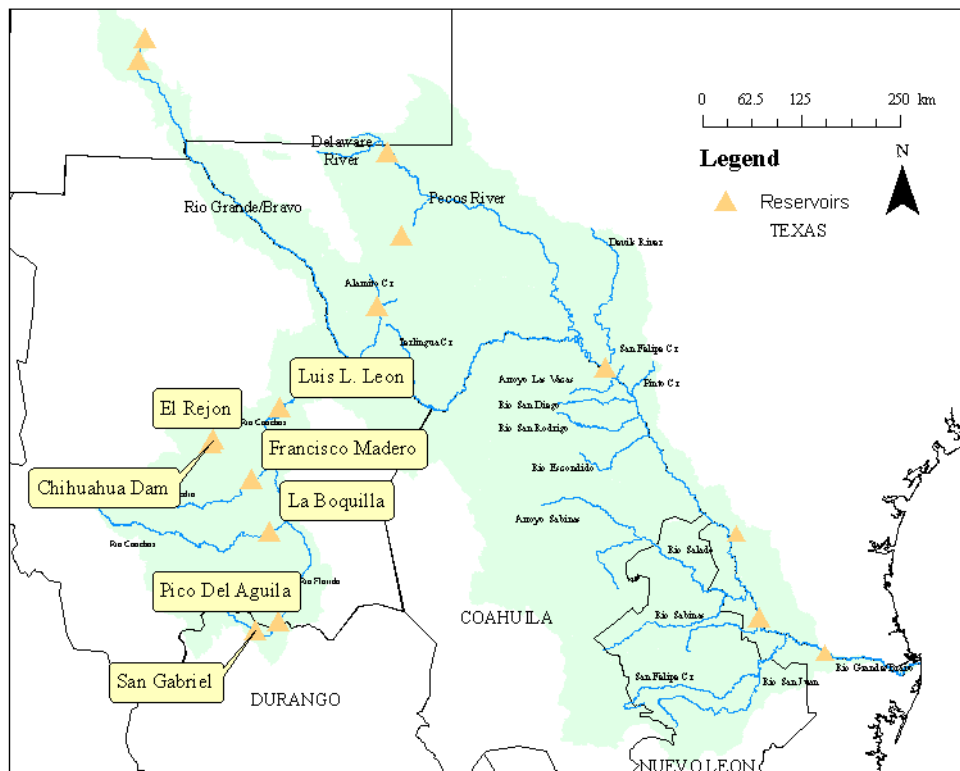 0 62.5 125 250 km
Legend
N
Reservoirs
TEXAS
Delaware
River
Pecos River
Rio Grande/Bravo
Devils River
Alamito Cr
Terlingua Cr
San Felipe Cr
Pinto Cr
Arroyo Las Vacas
Rio San Diego
Rio San Rodrigo
Rio Escondido
Luis L. Leon
El Rejon
Rio Conchos
Francisco Madero
Chihuahua Dam
La Boquilla
Arroyo Sabinas
Rio Conchos
Rio Salado
Pico Del Aguila
Rio Florido
COAHUILA
Rio Sabinas
San Gabriel
DURANGO
San Felipe Cr
Rio San Juan
Rio Grande/Bravo
NUEVO LEON